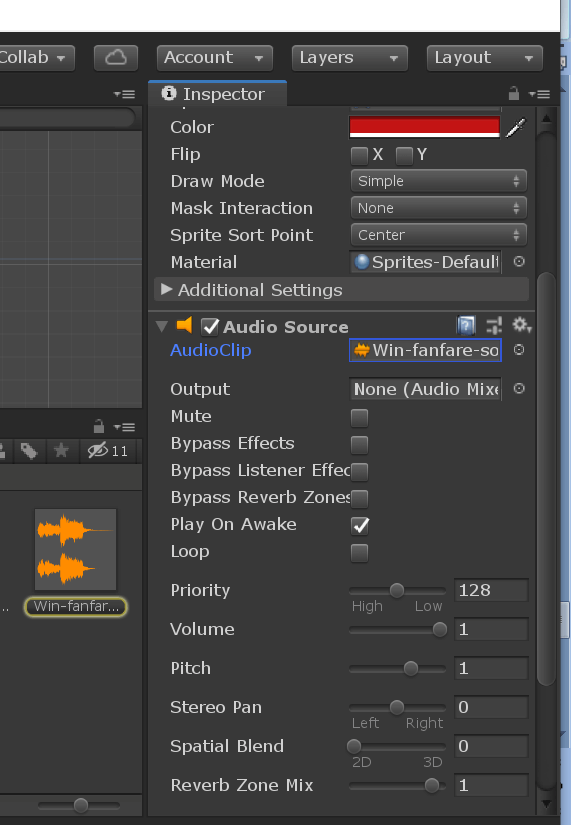 Collab Account Layers Layout
Inspector
Color
Flip X Y
Draw Mode Simple
Mask Interaction None
Sprite Sort Point Center
Material Sprites-Default
Additional Settings
Audio Source
AudioClip Win-fanfare-so
Output None (Audio Mixe
Mute
11
Bypass Effects
Bypass Listener Effec
Bypass Reverb Zones
Play On Awake
Loop
Priority 128
High Low
Win-fanfar...
Volume 1
Pitch 1
Stereo Pan 0
Left Right
Spatial Blend 0
2D 3D
Reverb Zone Mix 1